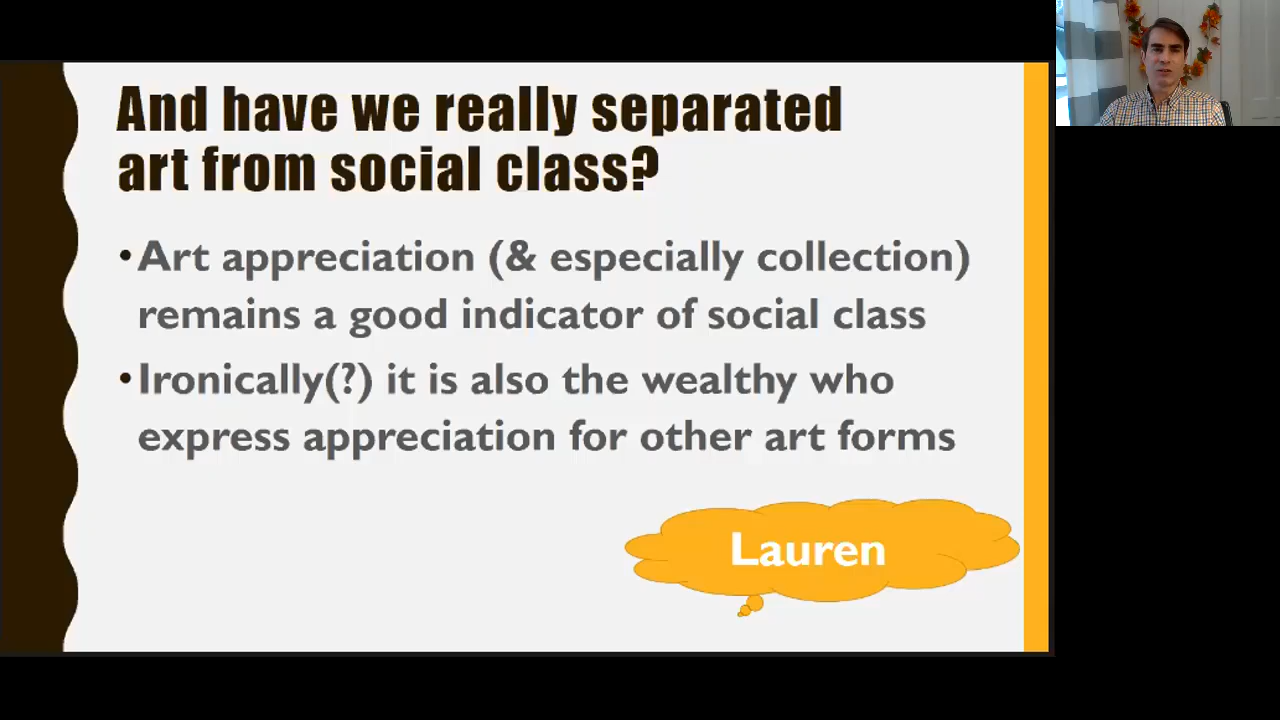 And have we really separated
art from social class?
•Art appreciation (& especially collection)
remains a good indicator of social class
•Ironically(?) it is also the wealthy who
express appreciation for other art forms
Lauren